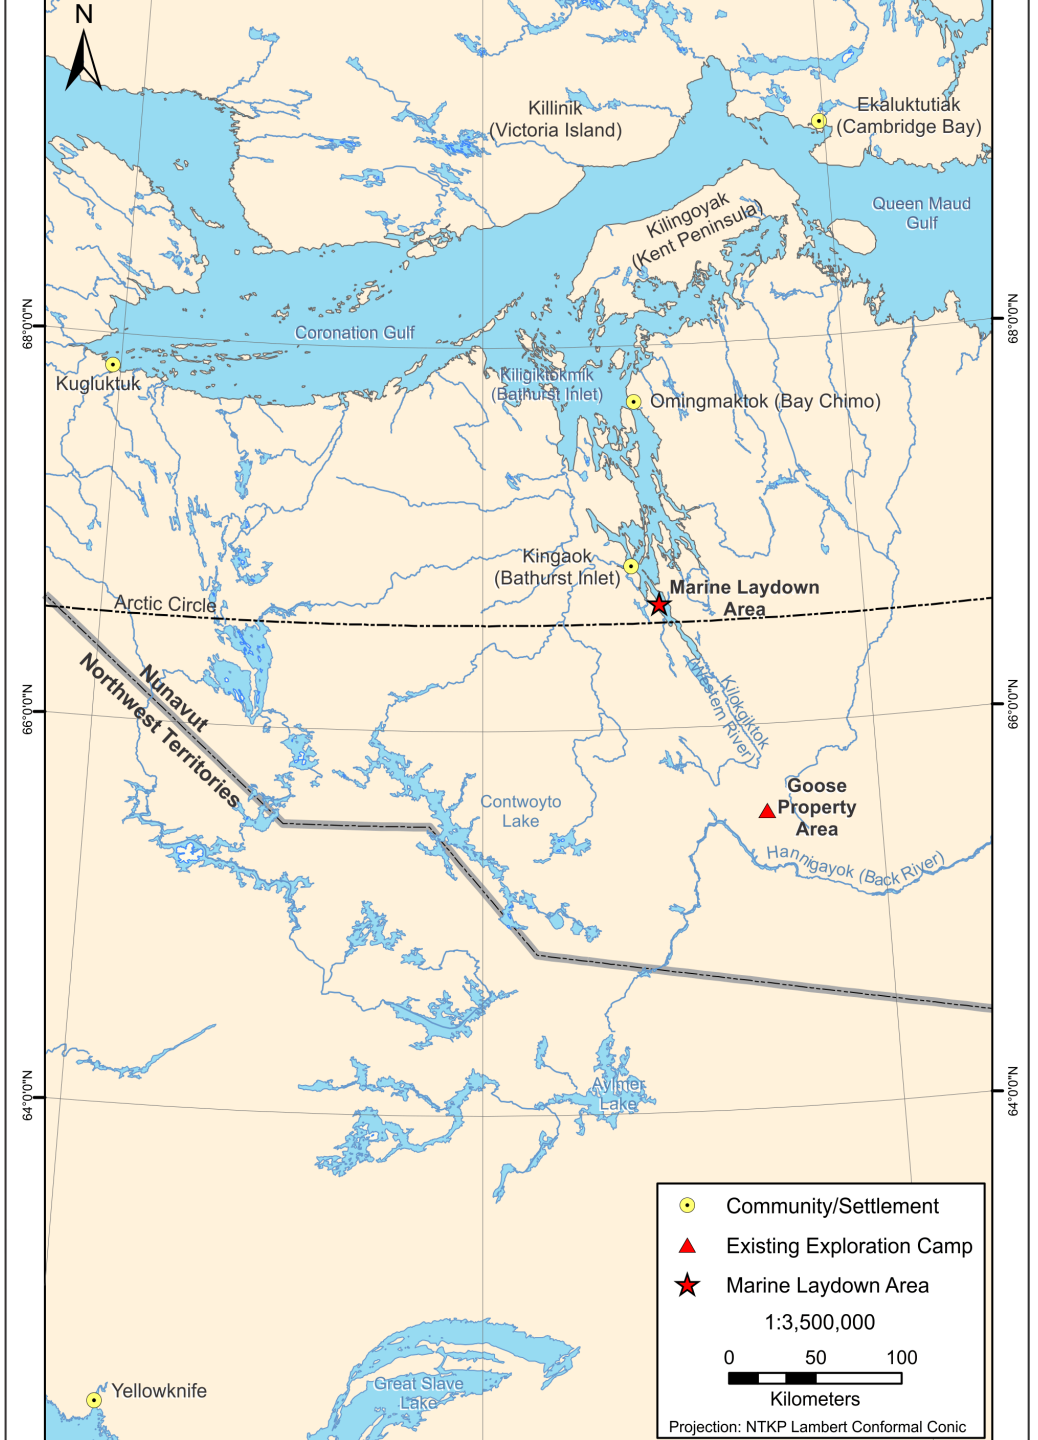 N
Killinik
(Victoria Island)
Ekaluktutiak
(Cambridge Bay)
Queen Maud
Gulf
Kilingoyak
(Kent Peninsula)
68°0'0"N
68°0'0"N
Coronation Gulf
Kugluktuk
Kiligiktokmik
(Bathurst Inlet)
Omingmaktok (Bay Chimo)
Kingaok
(Bathurst Inlet)
Marine Laydown
Area
Arctic Circle
Nunavut
Northwest Territories
66°0'0"N
66°0'0"N
Kilokgiktok
(Western River)
Contwoyto
Lake
Goose
Property
Area
Hannigayok (Back River)
Aylmer
Lake
64°0'0"N
64°0'0"N
Great Slave
Lake
Yellowknife
Community/Settlement
Existing Exploration Camp
Marine Laydown Area
1:3,500,000
0 50 100
Kilometers
Projection: NTKP Lambert Conformal Conic